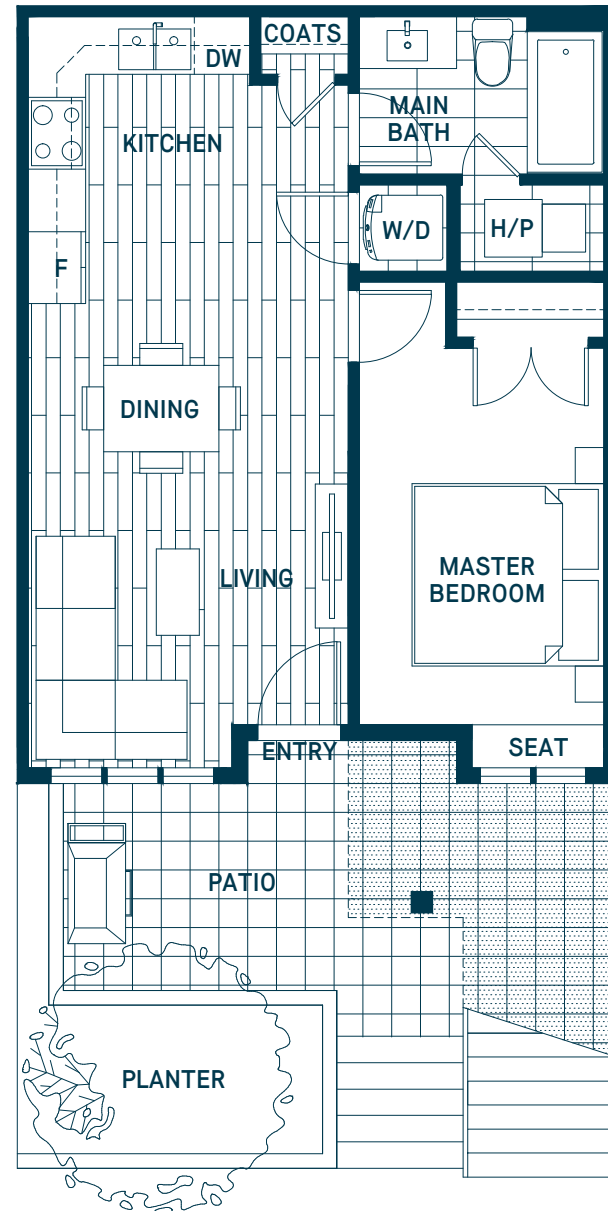 COATS
DW
MAIN
BATH
KITCHEN
W/D
H/P
F
DINING
LIVING
MASTER
BEDROOM
ENTRY
SEAT
PATIO
PLANTER